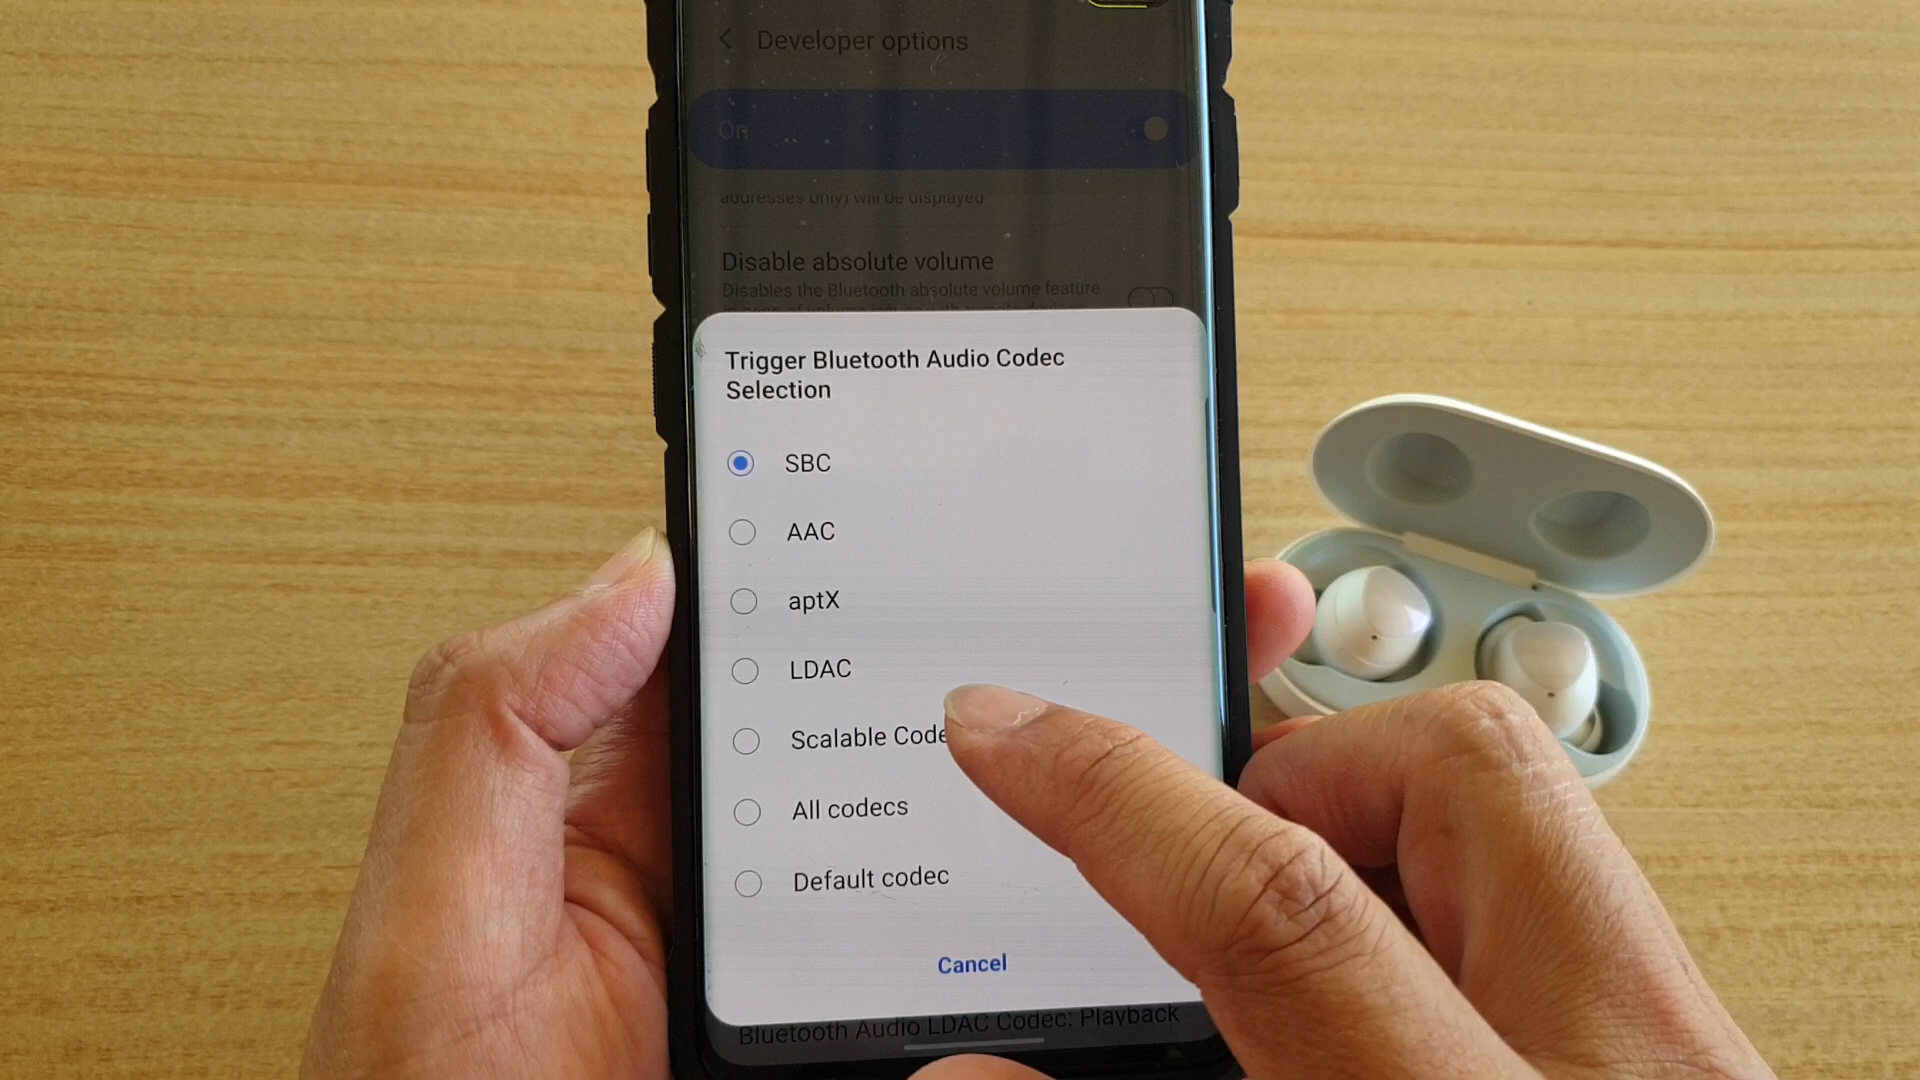 Developer options
On
addresses only) will be displayed
Disable absolute volume
Disables the Bluetooth absolute volume feature
Trigger Bluetooth Audio Codec
Selection
SBC
AAC
aptX
LDAC
Scalable Code
All codecs
Default codec
Cancel
Bluetooth Audio LDAC Codec: Playback